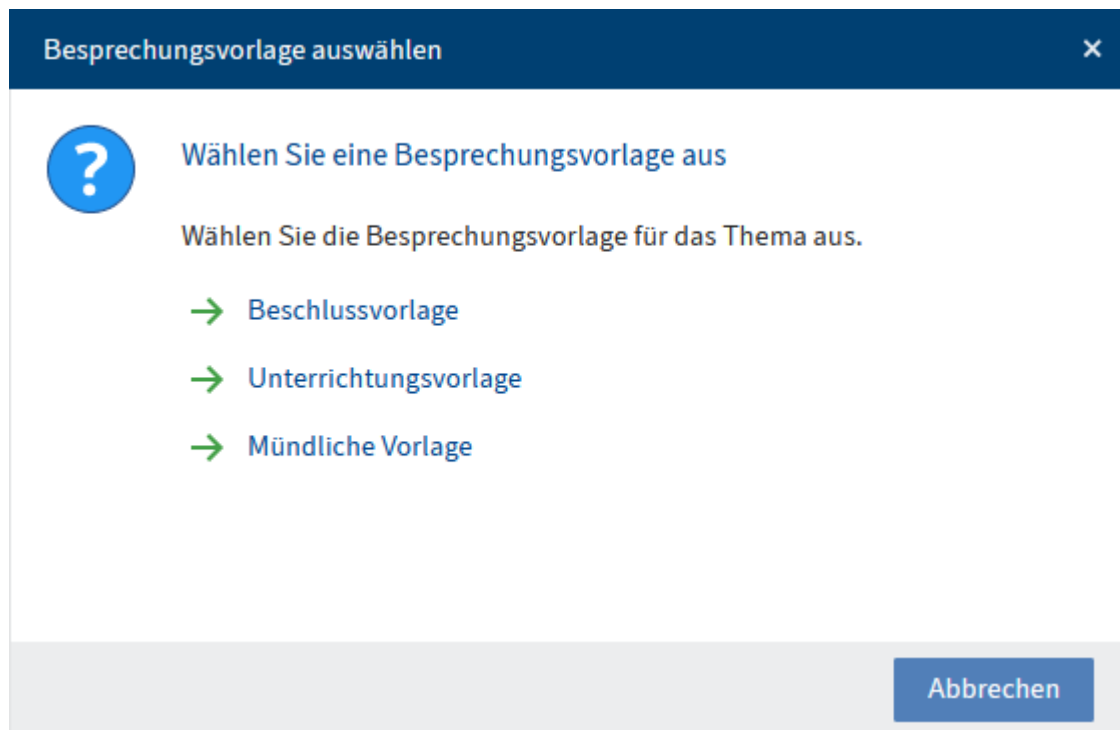 Besprechungsvorlage auswählen
Wählen Sie eine Besprechungsvorlage aus
Wählen Sie die Besprechungsvorlage für das Thema aus.
Beschlussvorlage
Unterrichtungsvorlage
Mündliche Vorlage
Abbrechen